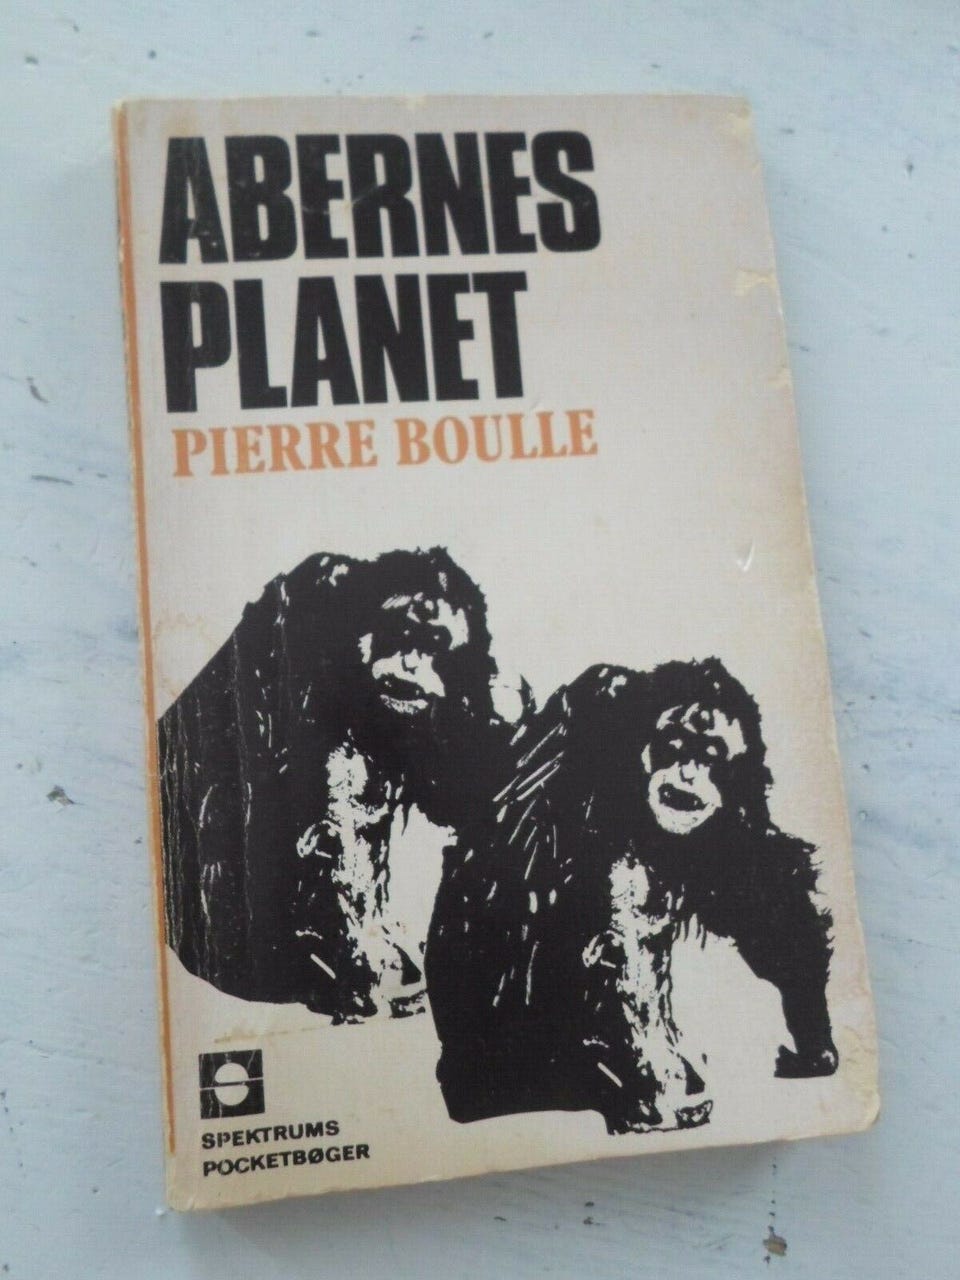 ABERNES
PLANET
PIERRE BOULLE
S
SPEKTRUMS
POCKETBØGER